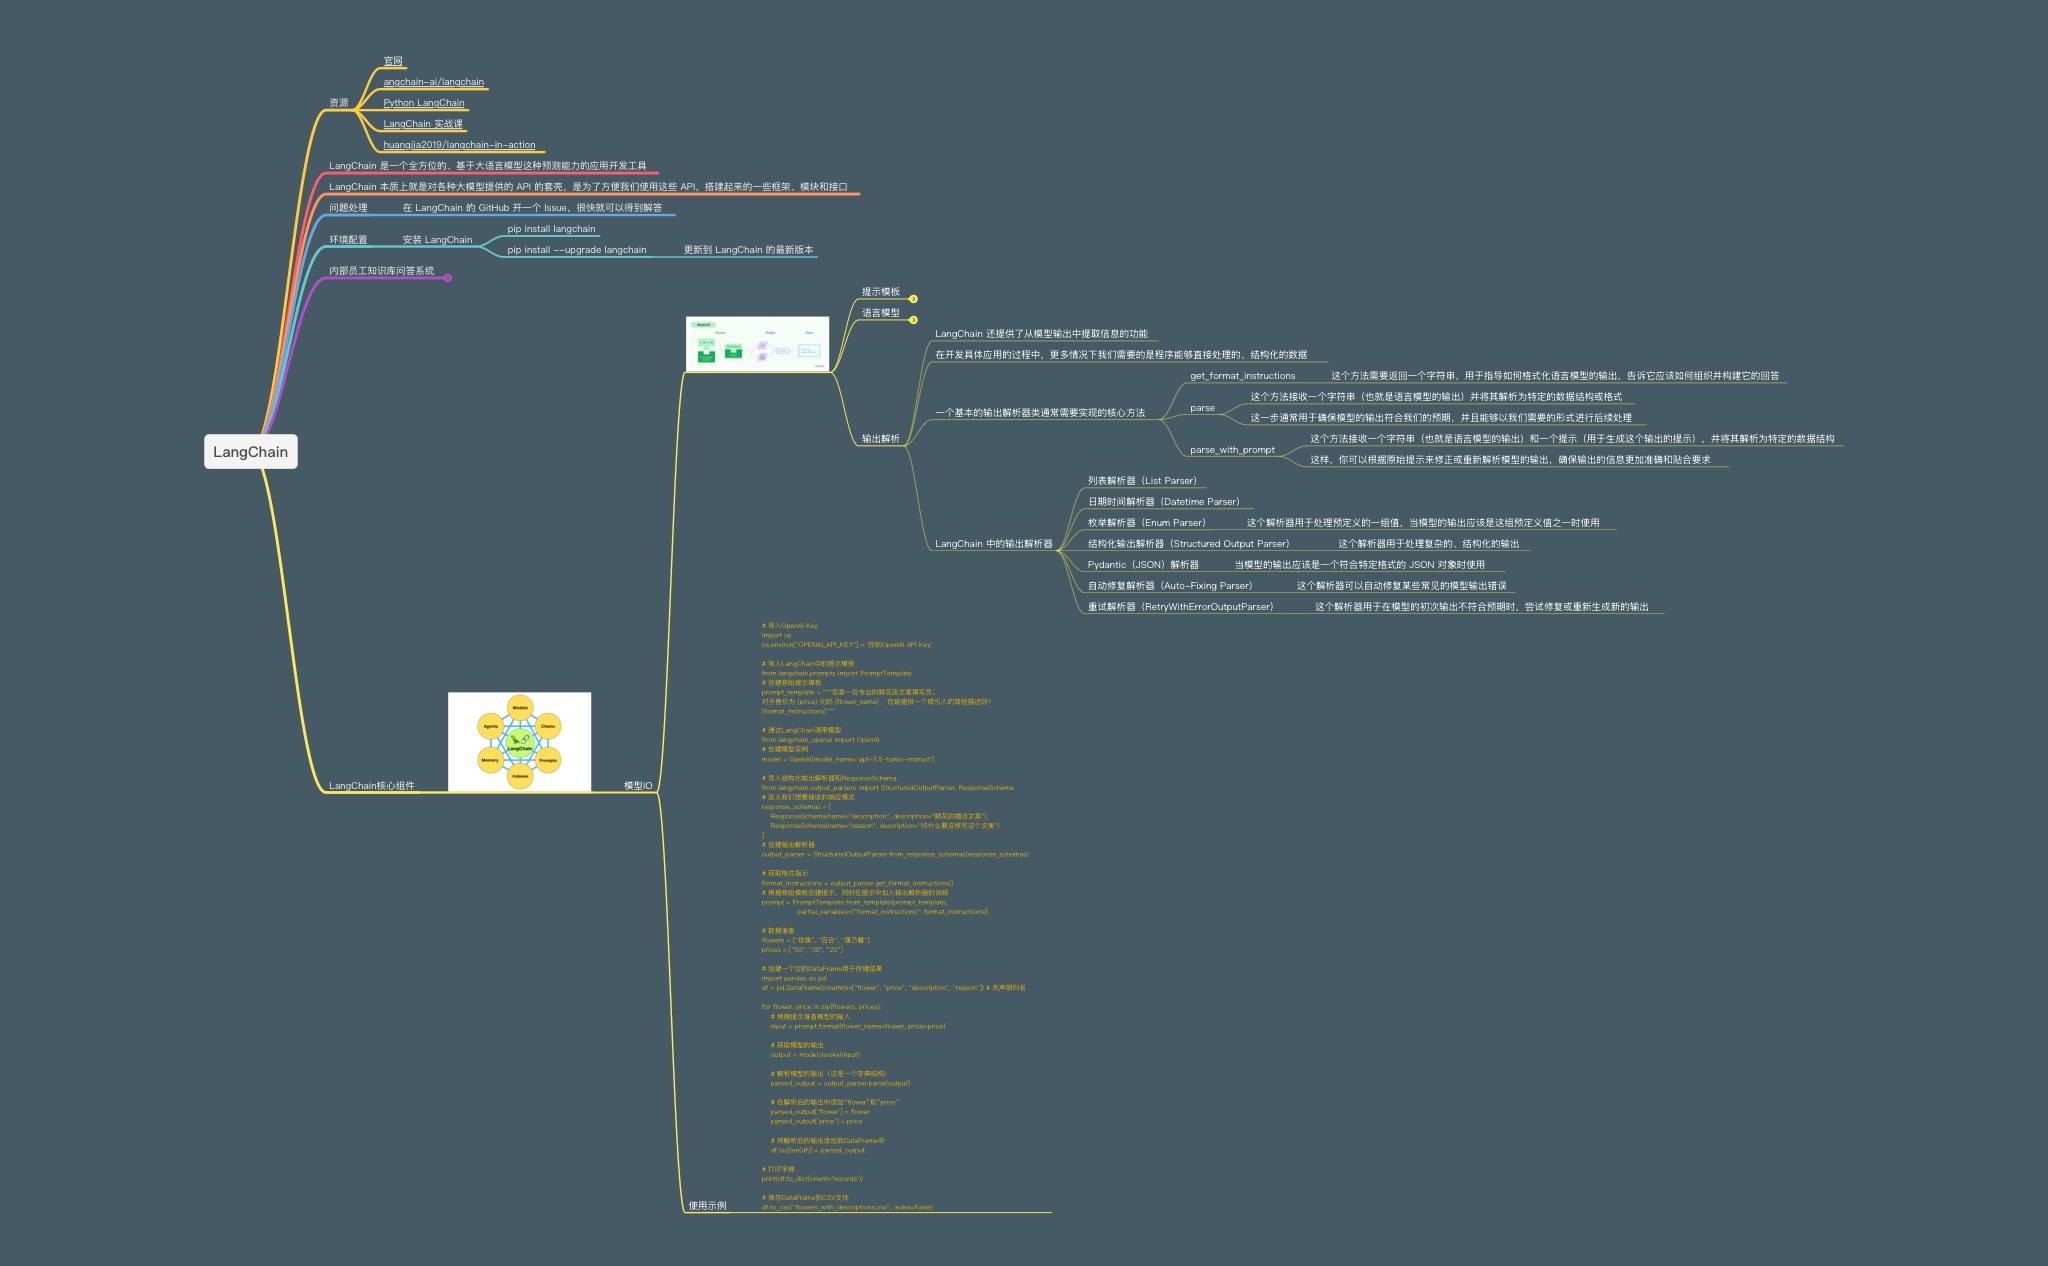 LangChain
资源
官网
angchain-ai/langchain
Python LangChain
LangChain 实战课
huangjia2019/langchain-in-action
LangChain 是一个全方位的、基于大语言模型这种预测能力的应用开发工具
LangChain 本质上就是对各种大模型提供的 API 的套壳，是为了方便我们使用这些 API，搭建起来的一些框架、模块和接口
问题处理
在 LangChain 的 GitHub 开一个 Issue，很快就可以得到解答
环境配置
安装 LangChain
pip install langchain
pip install --upgrade langchain
更新到 LangChain 的最新版本
内部员工知识库问答系统
LangChain核心组件
Models
Agents
Chains
LangChain
Memory
Prompts
Indexes
模型IO
提示模板
语言模型
输出解析
LangChain 还提供了从模型输出中提取信息的功能
在开发具体应用的过程中，更多情况下我们需要的是程序能够直接处理的、结构化的数据
一个基本的输出解析器类通常需要实现的核心方法
get_format_instructions
这个方法需要返回一个字符串，用于指导如何格式化语言模型的输出，告诉它应该如何组织并构建它的回答
parse
这个方法接收一个字符串（也就是语言模型的输出）并将其解析为特定的数据结构或格式
这一步通常用于确保模型的输出符合我们的预期，并且能够以我们需要的形式进行后续处理
parse_with_prompt
这个方法接收一个字符串（也就是语言模型的输出）和一个提示（用于生成这个输出的提示），并将其解析为特定的数据结构
这样，你可以根据原始提示来修正或重新解析模型的输出，确保输出的信息更加准确和贴合要求
LangChain 中的输出解析器
列表解析器（List Parser）
日期时间解析器（Datetime Parser）
枚举解析器（Enum Parser）
这个解析器用于处理预定义的一组值，当模型的输出应该是这组预定义值之一时使用
结构化输出解析器（Structured Output Parser）
这个解析器用于处理复杂的、结构化的输出
Pydantic（JSON）解析器
当模型的输出应该是一个符合特定格式的 JSON 对象时使用
自动修复解析器（Auto-Fixing Parser）
这个解析器可以自动修复某些常见的模型输出错误
重试解析器（RetryWithErrorOutputParser）
这个解析器用于在模型的初次输出不符合预期时，尝试修复或重新生成新的输出
使用示例
# 导入OpenAI Key
import os
os.environ["OPENAI_API_KEY"] = '你的OpenAI API Key'
# 导入LangChain中的提示模板
from langchain.prompts import PromptTemplate
# 创建原始提示模板
prompt_template = """您是一位专业的鲜花店文案撰写员。
对于售价为 {price} 元的 {flower_name} ，您能提供一个吸引人的简短描述吗？
{format_instructions}"""
# 通过LangChain调用模型
from langchain_openai import OpenAI
# 创建模型实例
model = OpenAI(model_name='gpt-3.5-turbo-instruct')
# 导入结构化输出解析器和ResponseSchema
from langchain.output_parsers import StructuredOutputParser, ResponseSchema
# 定义我们想要接收的响应模式
response_schemas = [
ResponseSchema(name="description", description="鲜花的描述文案"),
ResponseSchema(name="reason", description="问什么要这样写这个文案")
]
# 创建输出解析器
output_parser = StructuredOutputParser.from_response_schemas(response_schemas)
# 获取格式指示
format_instructions = output_parser.get_format_instructions()
# 根据原始模板创建提示，同时在提示中加入输出解析器的说明
prompt = PromptTemplate.from_template(prompt_template,
partial_variables={"format_instructions": format_instructions})
# 数据准备
flowers = ["玫瑰", "百合", "康乃馨"]
prices = ["50", "30", "20"]
# 创建一个空的DataFrame用于存储结果
import pandas as pd
df = pd.DataFrame(columns=["flower", "price", "description", "reason"]) # 先声明列名
for flower, price in zip(flowers, prices):
# 根据提示准备模型的输入
input = prompt.format(flower_name=flower, price=price)
# 获取模型的输出
output = model.invoke(input)
# 解析模型的输出（这是一个字典结构）
parsed_output = output_parser.parse(output)
# 在解析后的输出中添加“flower”和“price”
parsed_output['flower'] = flower
parsed_output['price'] = price
# 将解析后的输出添加到DataFrame中
df.loc[len(df)] = parsed_output
# 打印字典
print(df.to_dict(orient='records'))
# 保存DataFrame到CSV文件
df.to_csv("flowers_with_descriptions.csv", index=False)